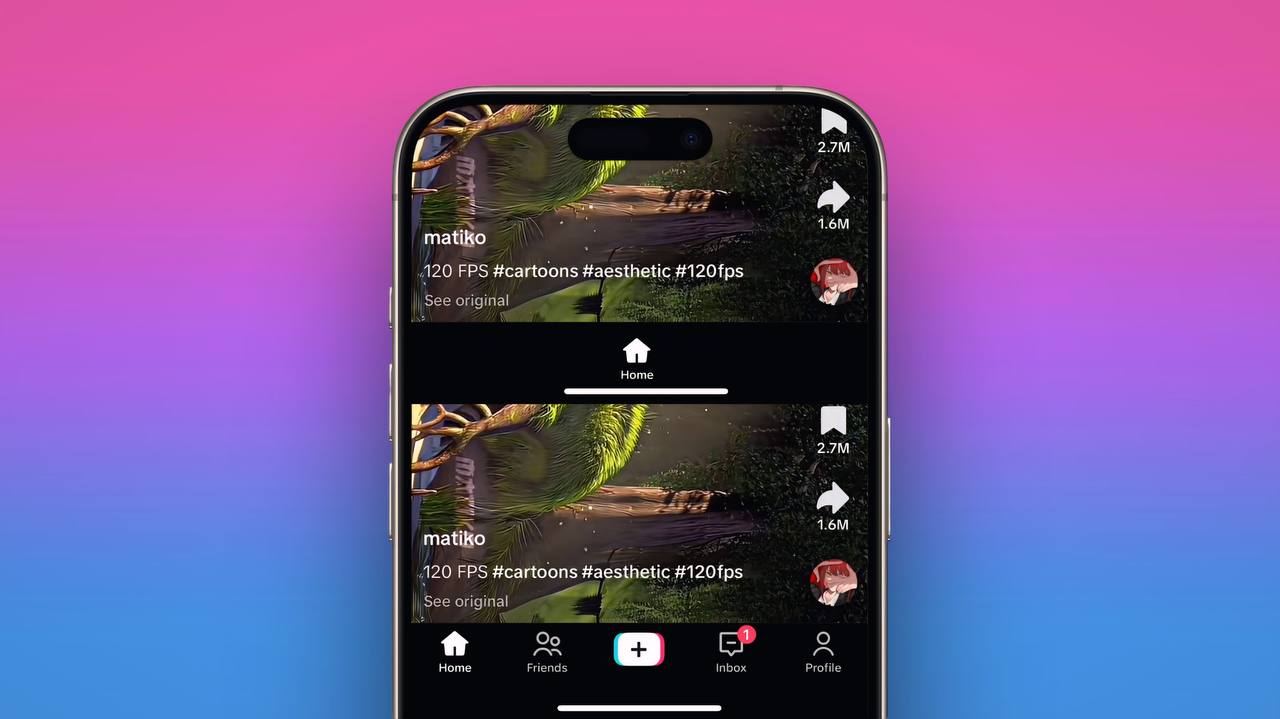 2.7M
1.6M
matiko
120 FPS #cartoons #aesthetic #120fps
See original
Home
2.7M
1.6M
matiko
120 FPS #cartoons #aesthetic #120fps
See original
1
Home Friends Inbox Profile